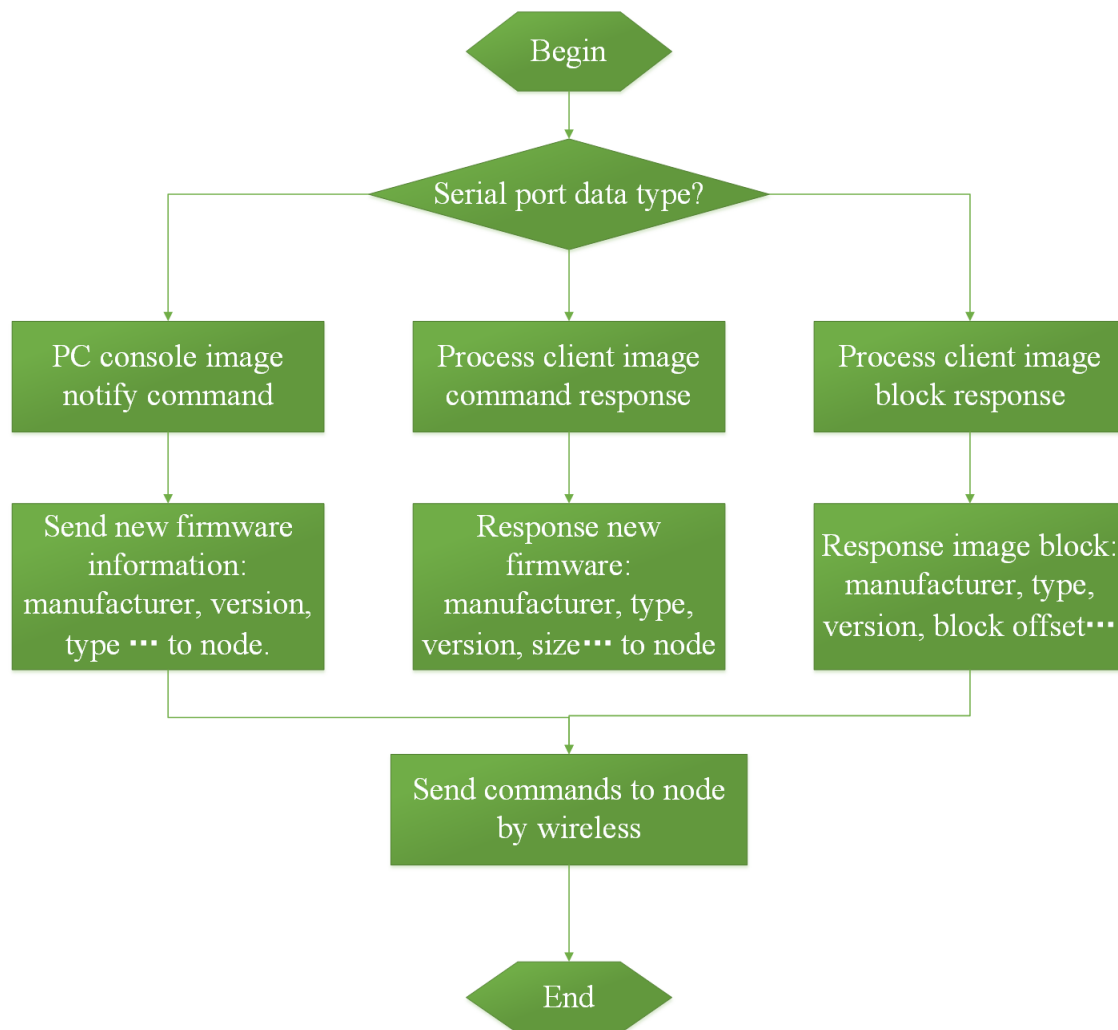 Begin
Serial port data type?
PC console image
notify command
Process client image
command response
Process client image
block response
Send new firmware
information:
manufacturer, version,
type ··· to node.
Response new
firmware:
manufacturer, type,
version, size··· to node
Response image block:
manufacturer, type,
version, block offset···
Send commands to node
by wireless
End